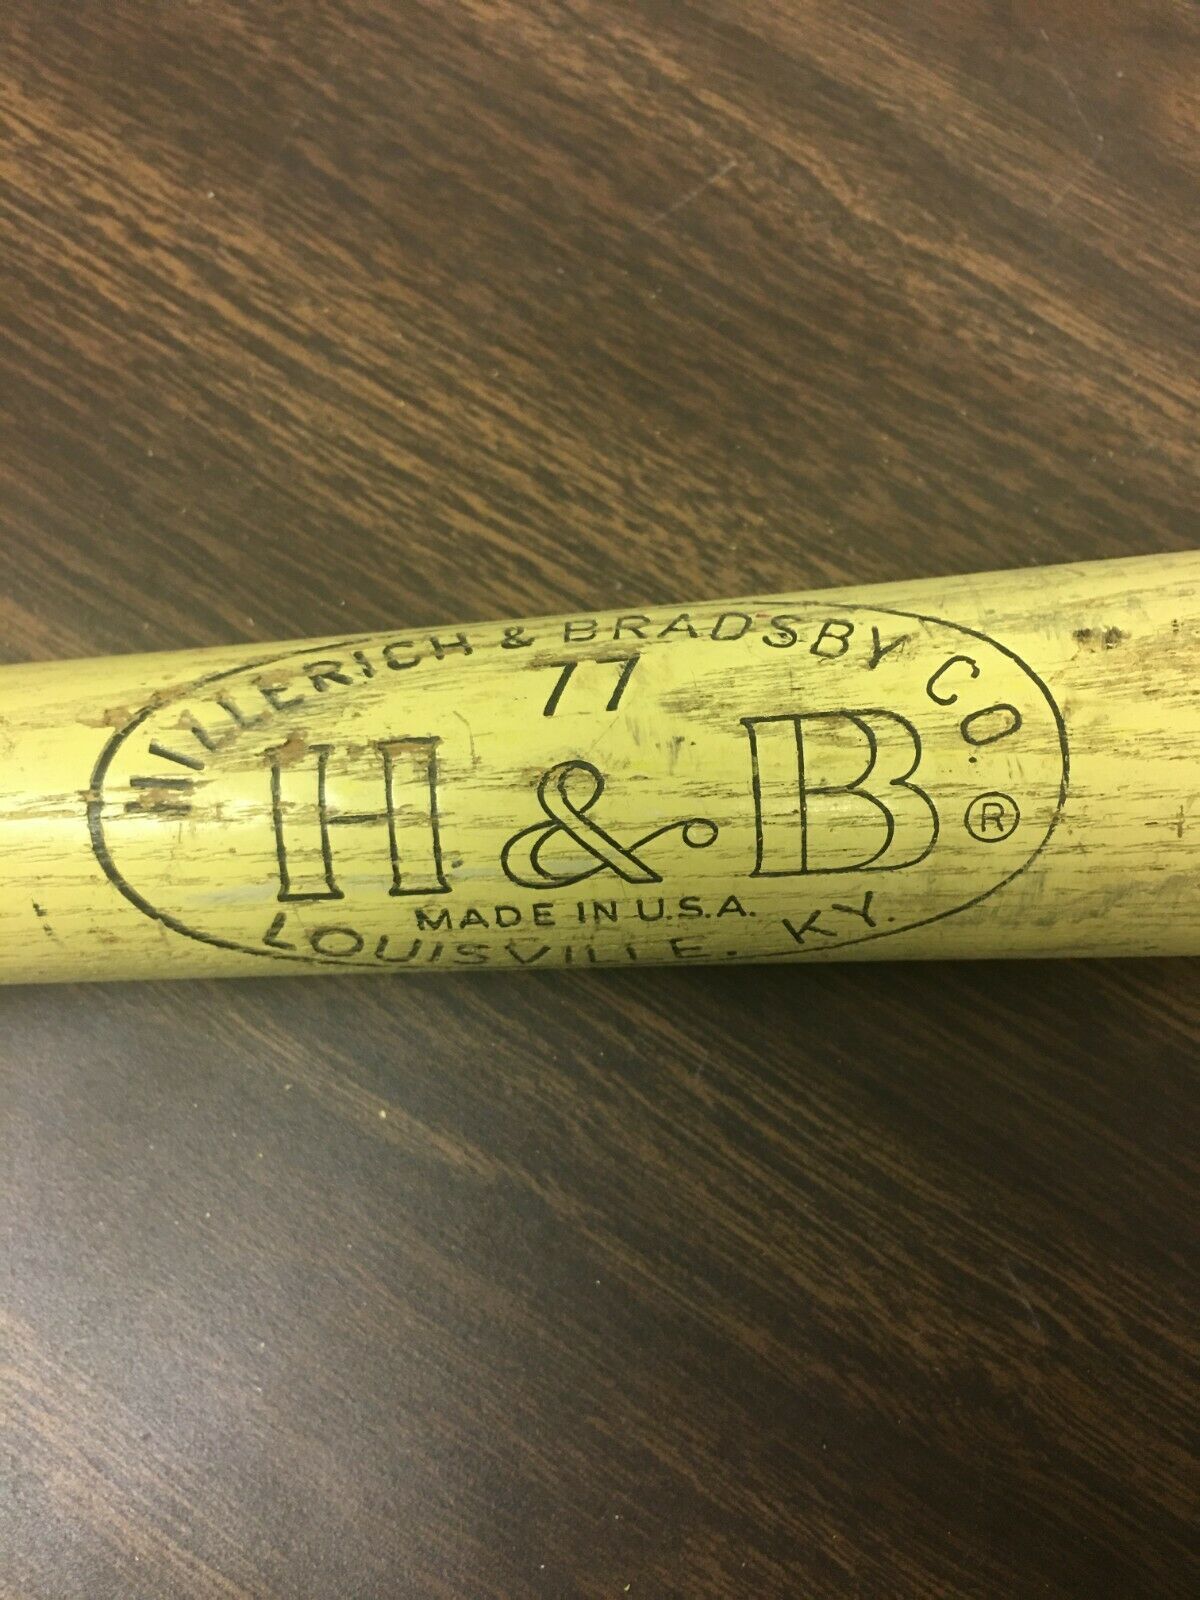 HILLERICH & BRADSBY CO.
77
H & B ®
MADE IN U.S.A.
LOUISVILLE, KY.